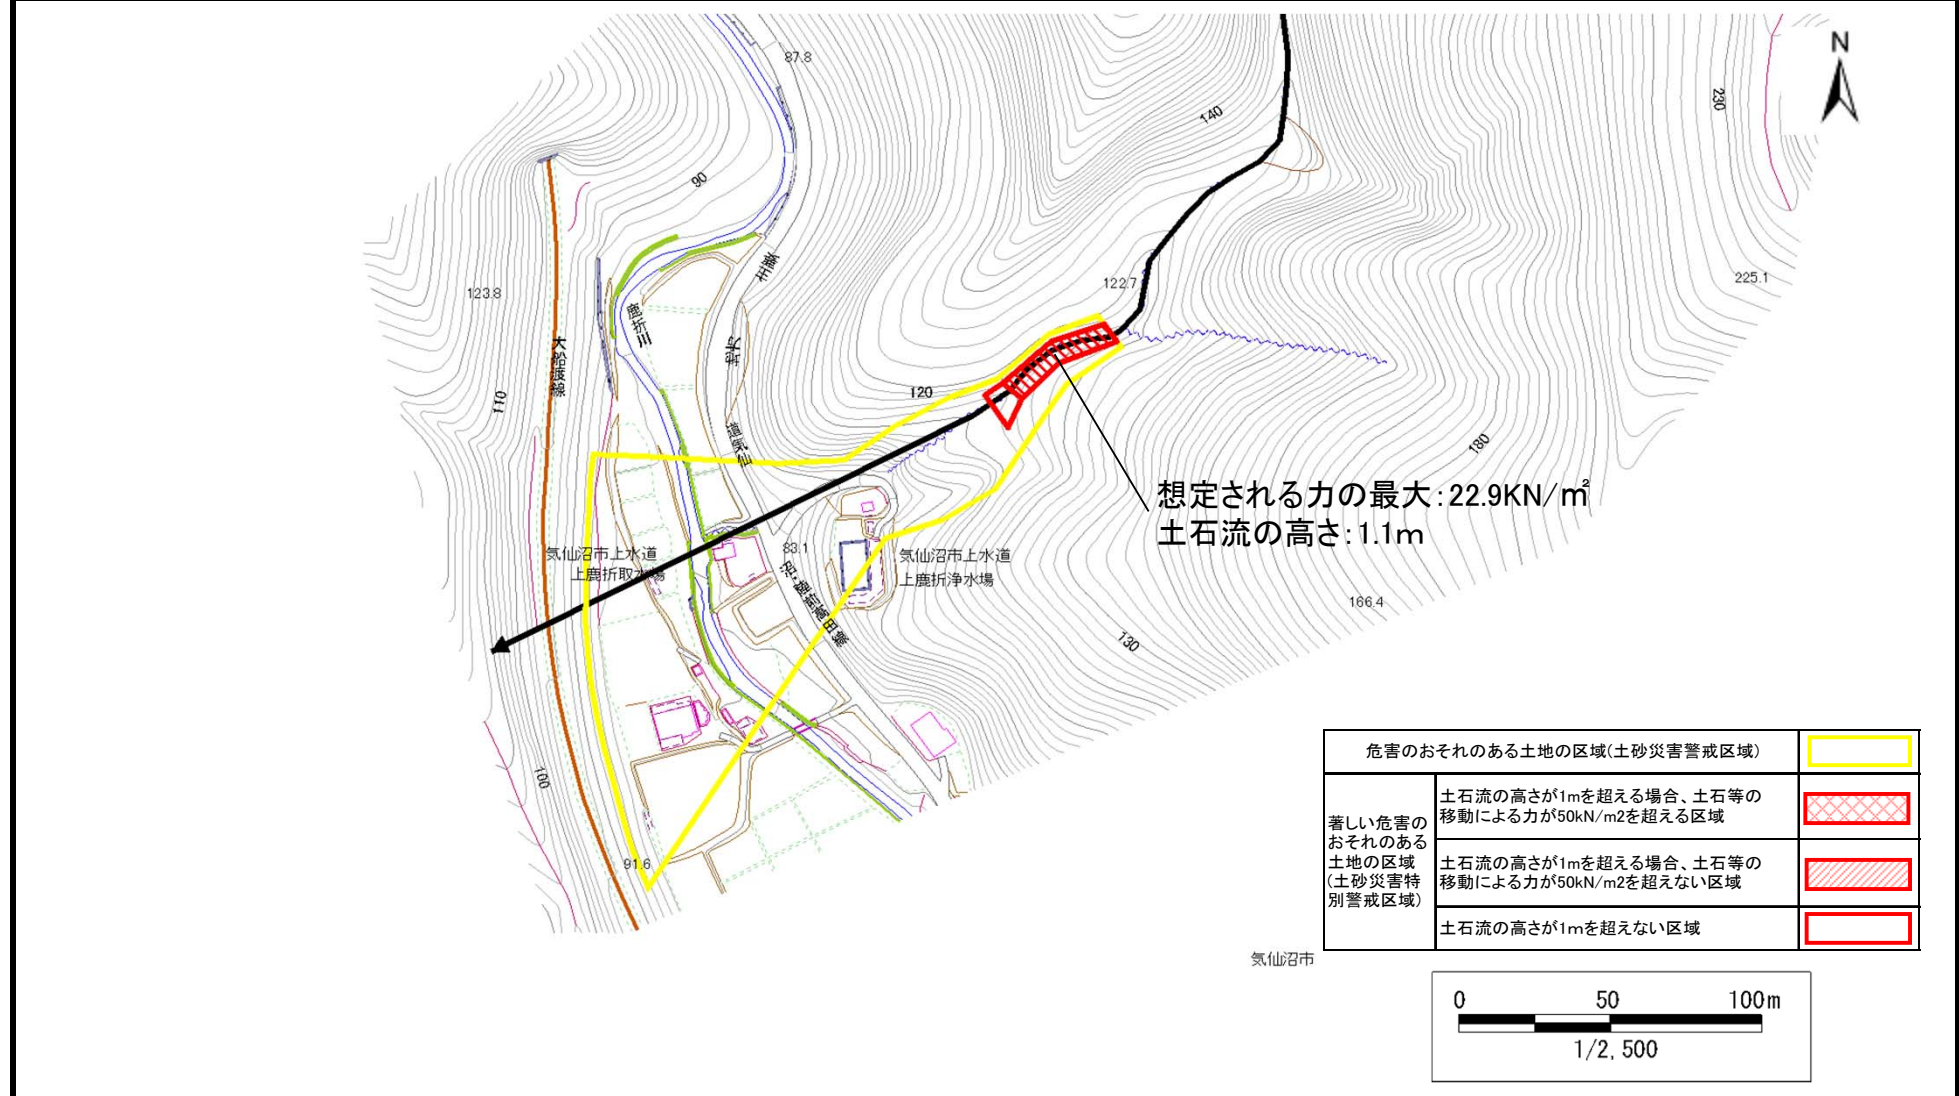 N
87.8
140
230
90
主要
122.7
225.1
123.8
鹿折川
大船渡線
110
120
180
想定される力の最大:22.9KN/㎡
土石流の高さ:1.1m
83.1
気仙沼市上水道
上鹿折取水場
気仙沼市上水道
上鹿折浄水場
166.4
130
100
91.6
危害のおそれのある土地の区域(土砂災害警戒区域)
著しい危害の
おそれのある
土地の区域
(土砂災害特
別警戒区域)
土石流の高さが1mを超える場合、土石等の
移動による力が50kN/m2を超える区域
土石流の高さが1mを超える場合、土石等の
移動による力が50kN/m2を超えない区域
土石流の高さが1mを超えない区域
気仙沼市
0 50 100m
1/2,500